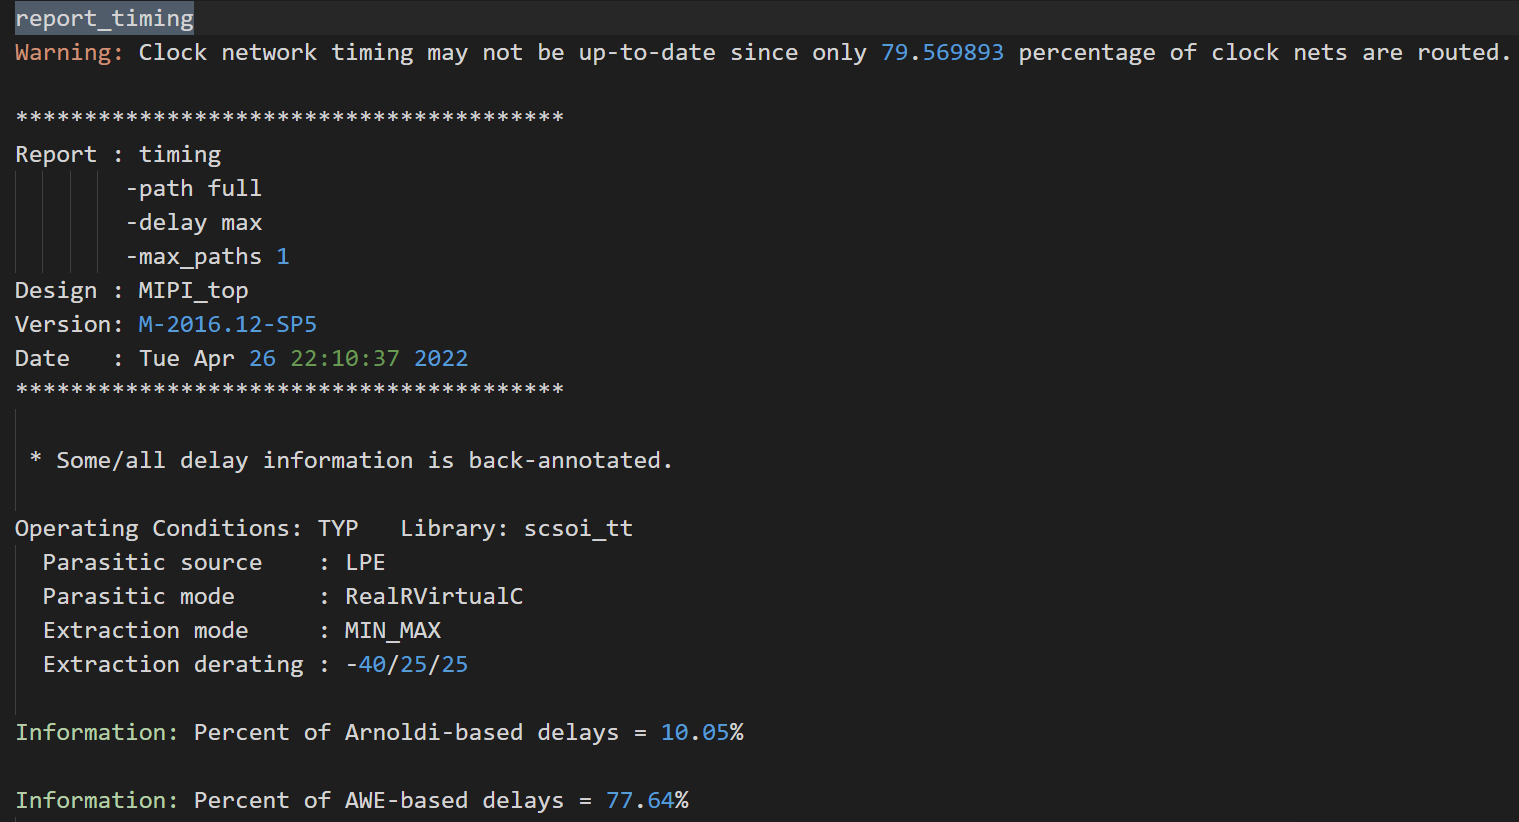 report_timing
Warning: Clock network timing may not be up-to-date since only 79.569893 percentage of clock nets are routed.
****************************************
Report : timing
-path full
-delay max
-max_paths 1
Design : MIPI_top
Version: M-2016.12-SP5
Date   : Tue Apr 26 22:10:37 2022
****************************************
* Some/all delay information is back-annotated.
Operating Conditions: TYP   Library: scsoi_tt
Parasitic source    : LPE
Parasitic mode      : RealRVirtualC
Extraction mode     : MIN_MAX
Extraction derating : -40/25/25
Information: Percent of Arnoldi-based delays = 10.05%
Information: Percent of AWE-based delays = 77.64%